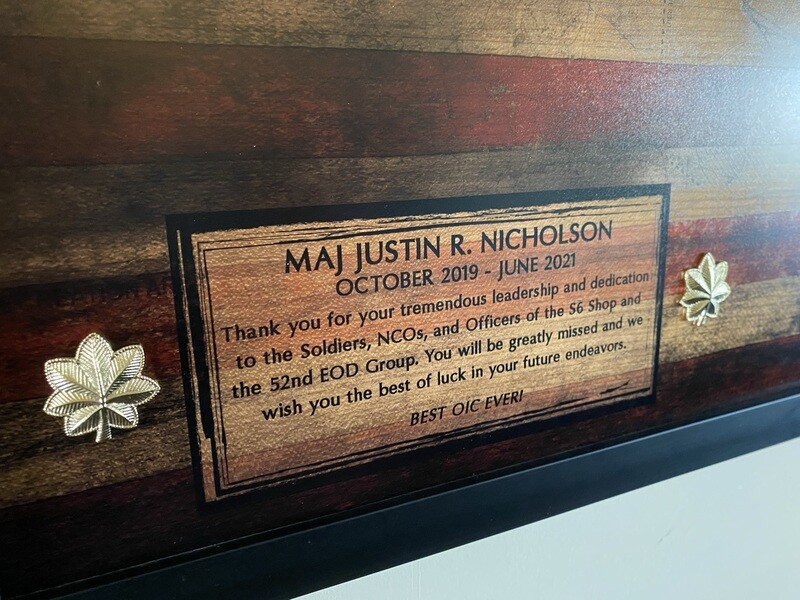 MAJ JUSTIN R. NICHOLSON
OCTOBER 2019 - JUNE 2021
Thank you for your tremendous leadership and dedication
to the Soldiers, NCOs, and Officers of the S6 Shop and
the 52nd EOD Group. You will be greatly missed and we
wish you the best of luck in your future endeavors.
BEST OIC EVER!